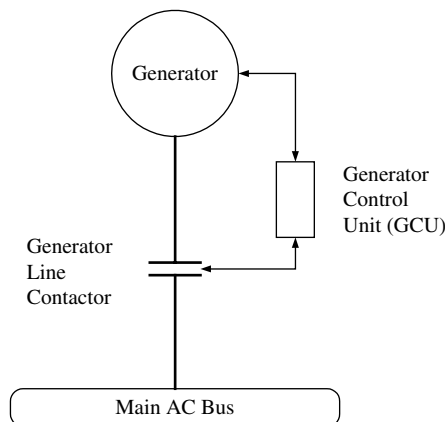 Generator
Generator
Control
Unit (GCU)
Generator
Line
Contactor
Main AC Bus